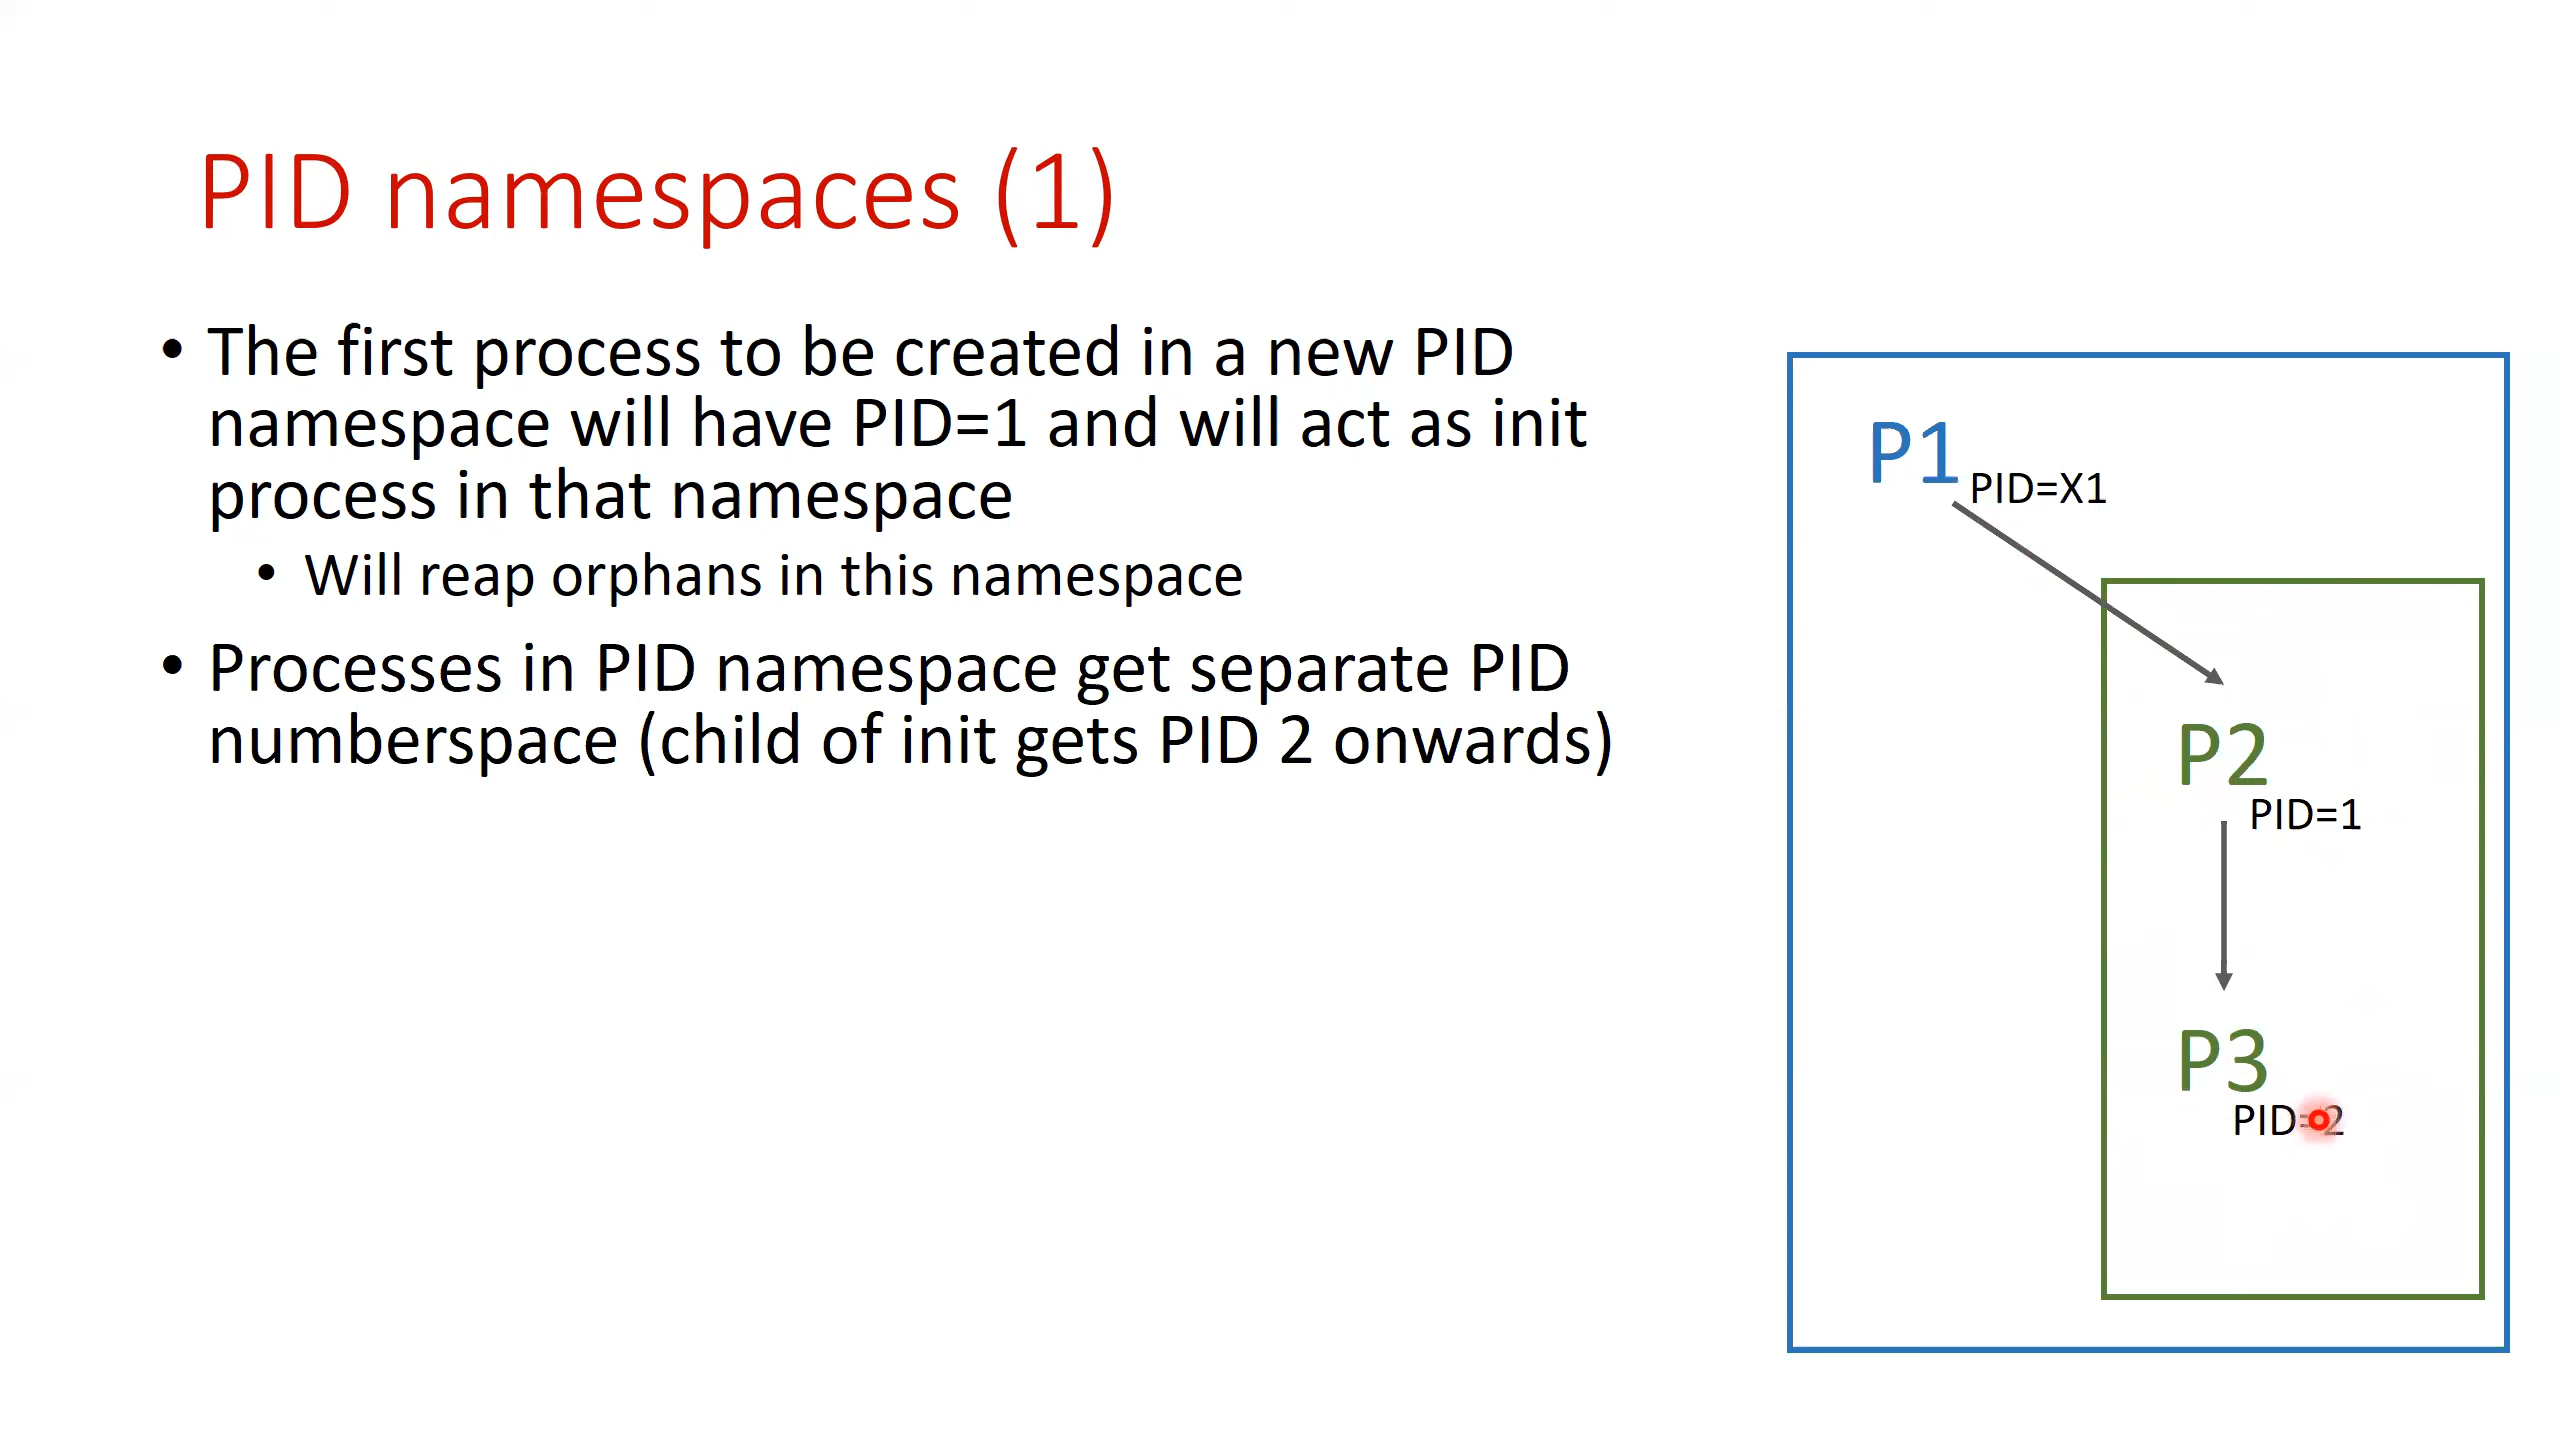 PID namespaces (1)
• The first process to be created in a new PID
namespace will have PID=1 and will act as init
process in that namespace
• Will reap orphans in this namespace
• Processes in PID namespace get separate PID
numberspace (child of init gets PID 2 onwards)
P1 PID=X1
P2
PID=1
P3
PID=2